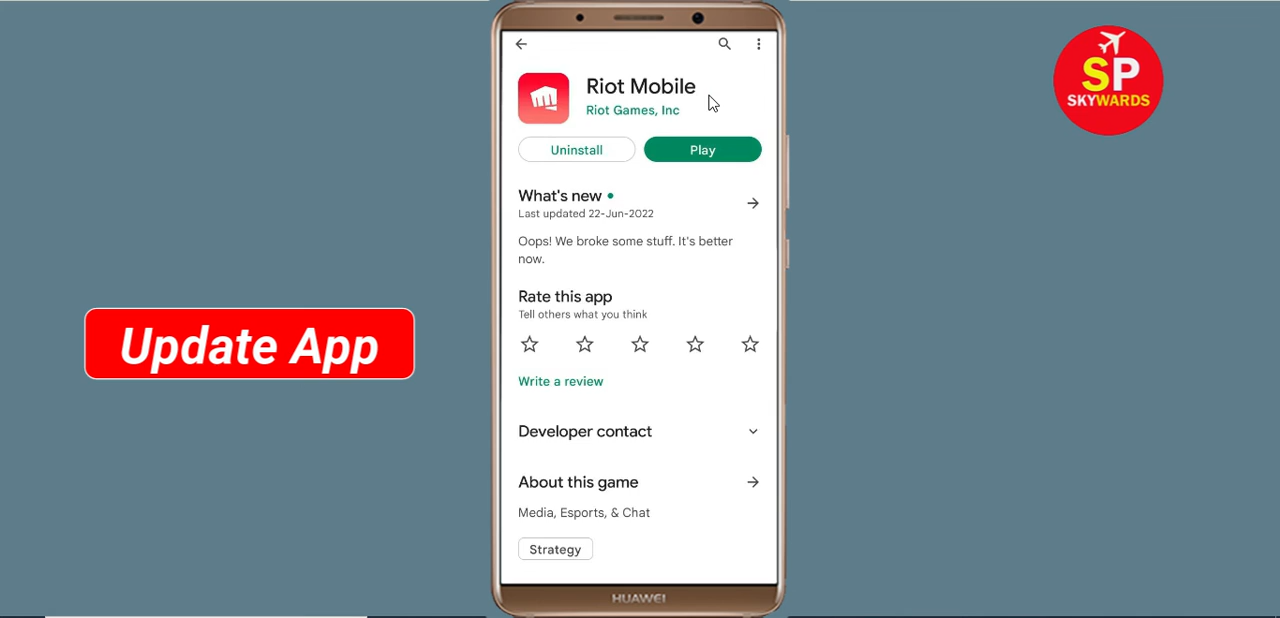 Riot Mobile
Riot Games, Inc
Uninstall
Play
What's new
Last updated 22-Jun-2022
Oops! We broke some stuff. It's better
now.
Rate this app
Tell others what you think
Write a review
Developer contact
About this game
Media, Esports, & Chat
Strategy
HUAWEI
Update App
SP
SKYWARDS